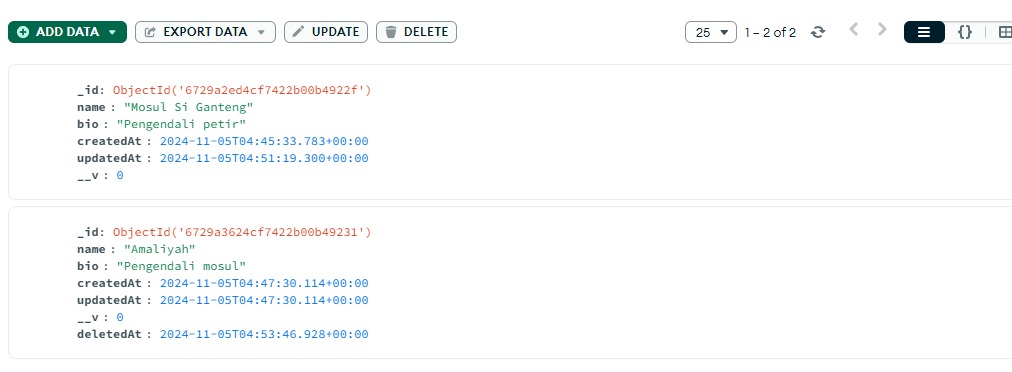 ADD DATA EXPORT DATA UPDATE DELETE 25 1 – 2 of 2 {}
_id: ObjectId('6729a2ed4cf7422b00b4922f')
name : "Mosul Si Ganteng"
bio : "Pengendali petir"
createdAt : 2024-11-05T04:45:33.783+00:00
updatedAt : 2024-11-05T04:51:19.300+00:00
__v : 0
_id: ObjectId('6729a3624cf7422b00b49231')
name : "Amaliyah"
bio : "Pengendali mosul"
createdAt : 2024-11-05T04:47:30.114+00:00
updatedAt : 2024-11-05T04:47:30.114+00:00
__v : 0
deletedAt : 2024-11-05T04:53:46.928+00:00